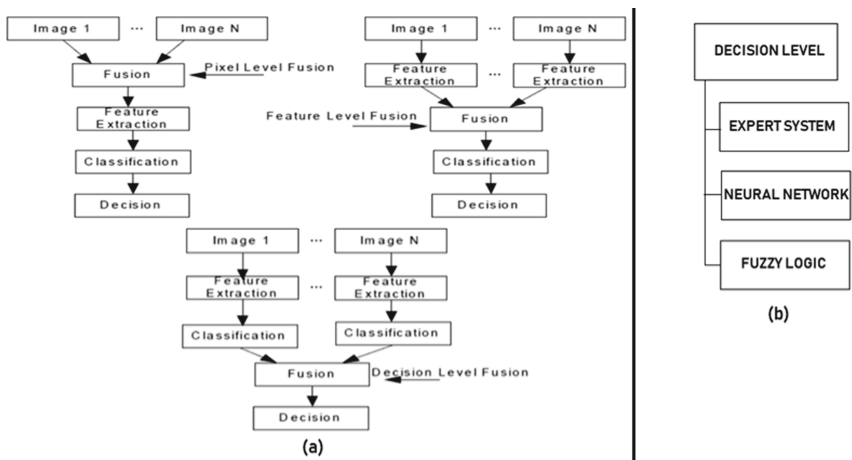 Image 1 ... Image N
Fusion
Pixel Level Fusion
Feature
Extraction
Classification
Decision
Image 1 ... Image N
Feature
Extraction
...
Feature
Extraction
Feature Level Fusion
Fusion
Classification
Decision
Image 1 ... Image N
Feature
Extraction
...
Feature
Extraction
Classification
Classification
Fusion
Decision Level Fusion
Decision
(a)
DECISION LEVEL
EXPERT SYSTEM
NEURAL NETWORK
FUZZY LOGIC
(b)